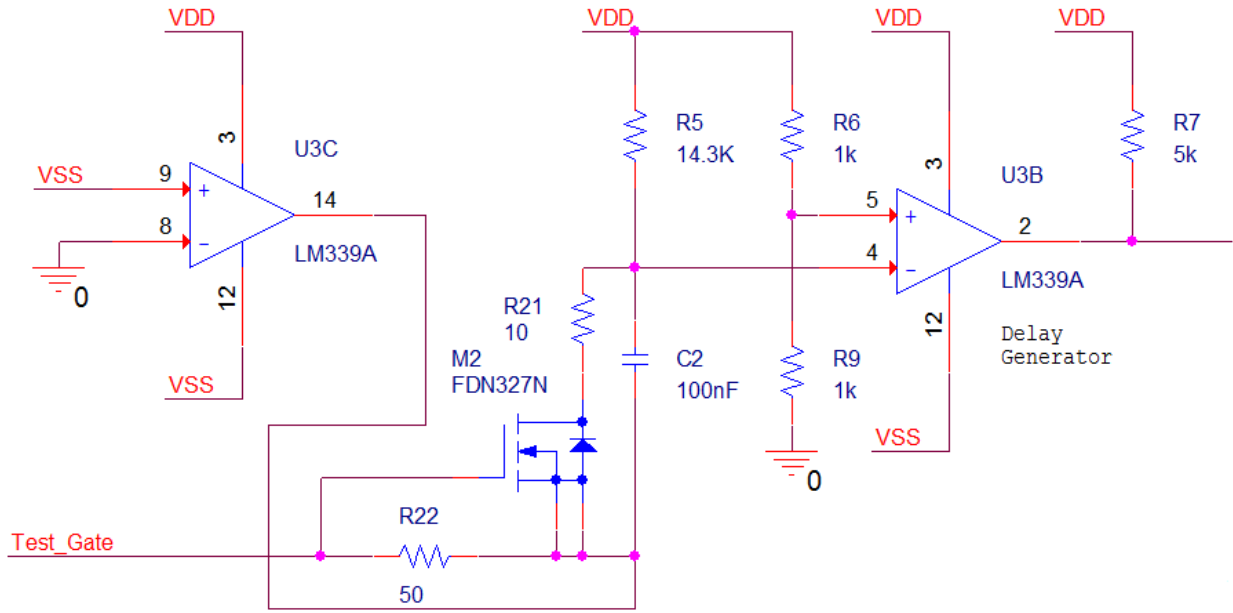 VDD
3
U3C
VSS
9
+
8
-
14
LM339A
0
12
VSS
VDD
R5
14.3K
R6
1k
VDD
VDD
R7
5k
3
U3B
5
+
4
-
2
LM339A
12
Delay
Generator
VSS
R21
10
M2
FDN327N
C2
100nF
R9
1k
0
Test_Gate
R22
50